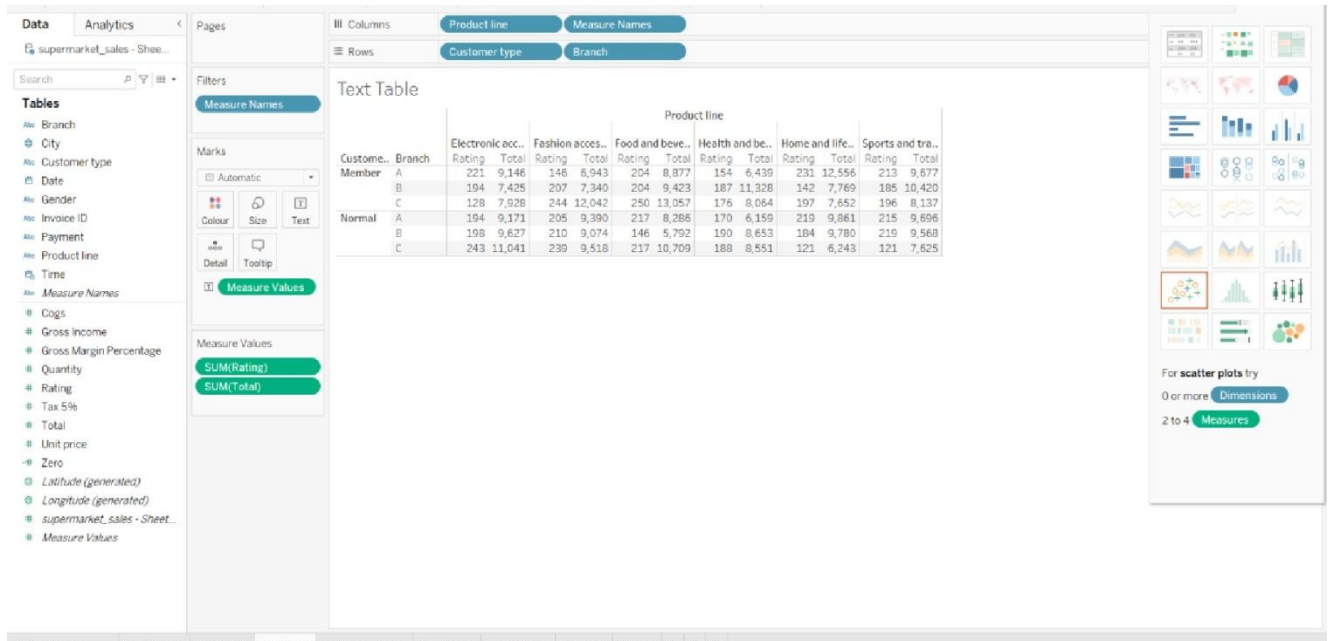 Data Analytics
supermarket_sales - Shee...
Search
Tables
Abc Branch
City
Abc Customer type
Date
Abc Gender
Abc Invoice ID
Abc Payment
Abc Product line
Time
Abc Measure Names
# Cogs
# Gross Income
# Gross Margin Percentage
# Quantity
# Rating
# Tax 5%
# Total
# Unit price
# Zero
Latitude (generated)
Longitude (generated)
# supermarket_sales - Sheet...
# Measure Values
Pages
Filters
Measure Names
Marks
Automatic
Colour Size Text
Detail Tooltip
Measure Values
Measure Values
SUM(Rating)
SUM(Total)
Columns Product line Measure Names
Rows Customer type Branch
Text Table
Product line
Electronic acc.. Fashion acces.. Food and beve.. Health and be.. Home and life.. Sports and tra..
Custome.. Branch Rating Total Rating Total Rating Total Rating Total Rating Total Rating Total
Member A 221 9,146 146 6,943 204 8,877 154 6,439 231 12,556 213 9,677
B 194 7,425 207 7,340 204 9,423 187 11,328 142 7,769 185 10,420
C 128 7,928 244 12,042 250 13,057 176 8,064 197 7,652 196 8,137
Normal A 194 9,171 205 9,390 217 8,286 170 6,159 219 9,861 215 9,696
B 198 9,627 210 9,074 146 5,792 190 8,653 184 9,780 219 9,568
C 243 11,041 239 9,518 217 10,709 188 8,551 121 6,243 121 7,625
For scatter plots try
0 or more Dimensions
2 to 4 Measures